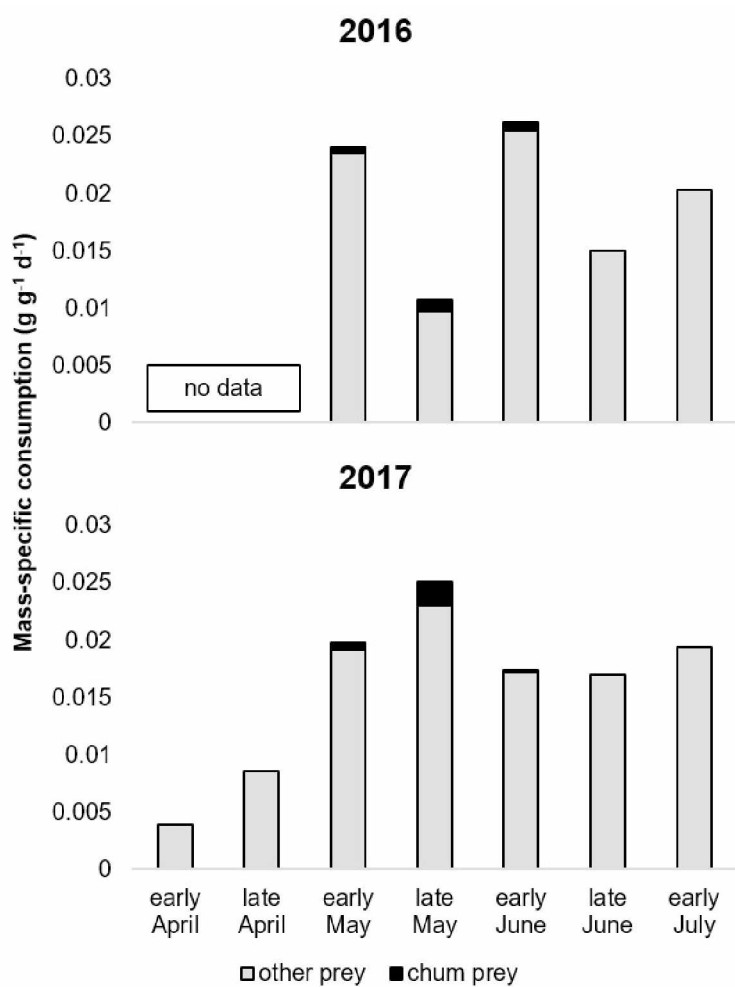 2016
Mass-specific consumption (g g⁻¹ d⁻¹)
0.03
0.025
0.02
0.015
0.01
0.005
0
no data
2017
0.03
0.025
0.02
0.015
0.01
0.005
0
early April
late April
early May
late May
early June
late June
early July
other prey
chum prey